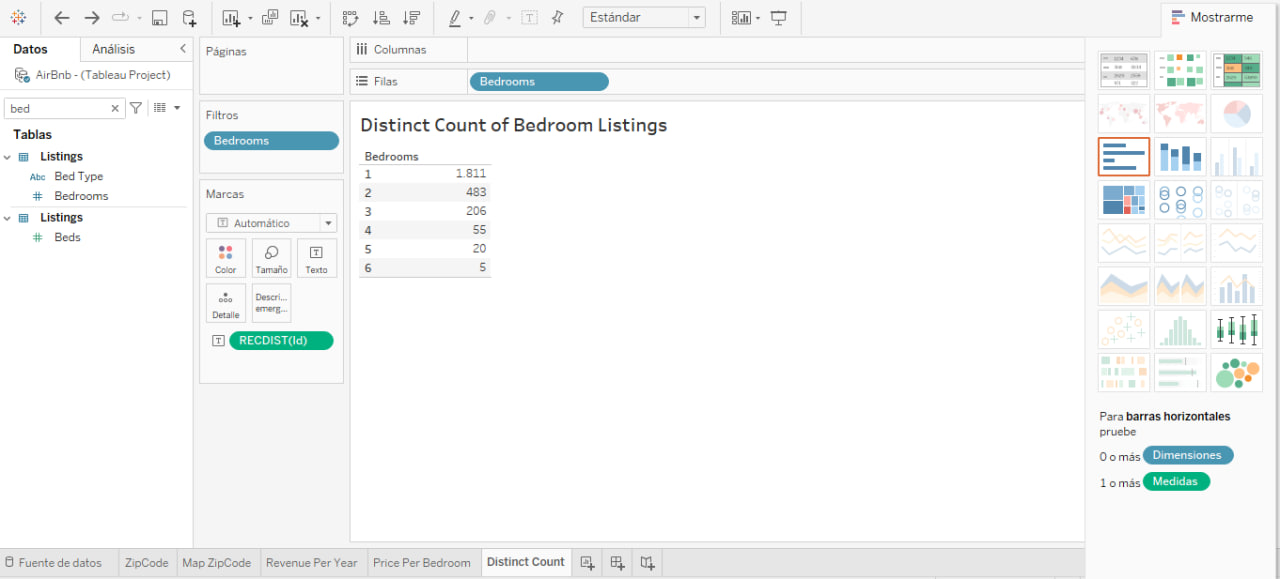 Estándar
Mostrarme
Datos
Análisis
Páginas
Columnas
AirBnb - (Tableau Project)
Filas
Bedrooms
bed
Filtros
Bedrooms
Tablas
Listings
Abc Bed Type
# Bedrooms
Listings
# Beds
Marcas
Automático
Color
Tamaño
Texto
Detalle
Descri...
emerg...
RECDIST(Id)
Distinct Count of Bedroom Listings
Bedrooms
1 1.811
2 483
3 206
4 55
5 20
6 5
Para barras horizontales
pruebe
0 o más Dimensiones
1 o más Medidas
Fuente de datos
ZipCode
Map ZipCode
Revenue Per Year
Price Per Bedroom
Distinct Count